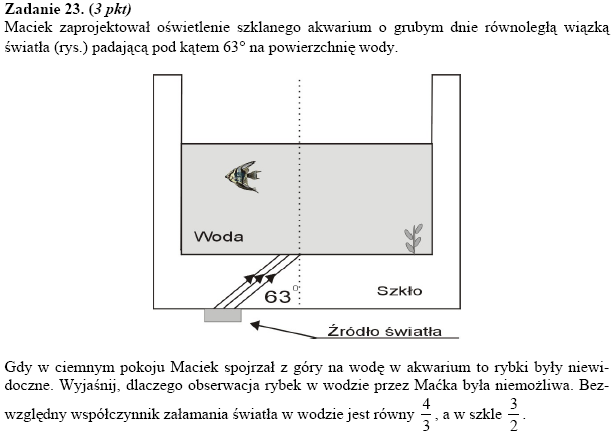 Zadanie 23. (3 pkt)
Maciek zaprojektował oświetlenie szklanego akwarium o grubym dnie równoległą wiązką
światła (rys.) padającą pod kątem 63° na powierzchnię wody.
Woda
63°
Szkło
Źródło światła
Gdy w ciemnym pokoju Maciek spojrzał z góry na wodę w akwarium to rybki były niewi-
doczne. Wyjaśnij, dlaczego obserwacja rybek w wodzie przez Maćka była niemożliwa. Bez-
względny współczynnik załamania światła w wodzie jest równy 4/3, a w szkle 3/2.